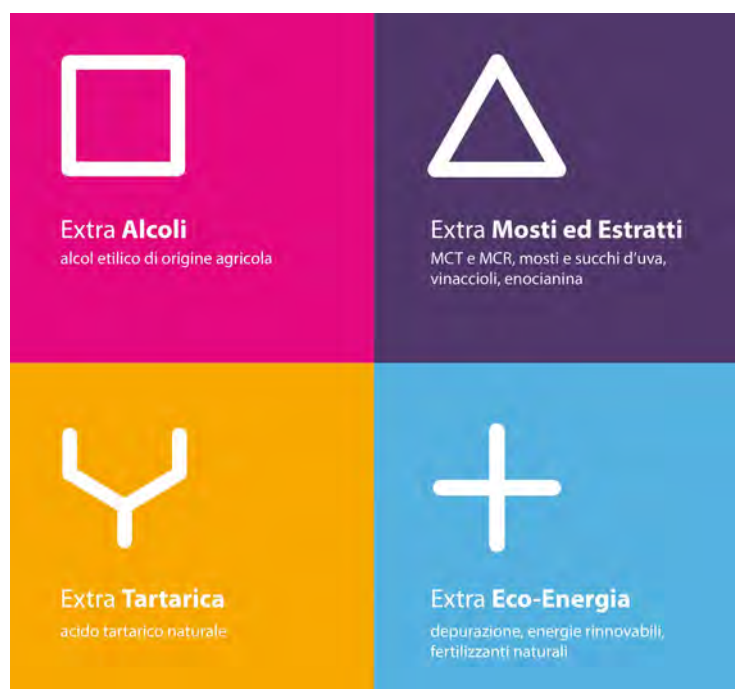 Extra Alcoli
alcol etilico di origine agricola
Extra Mosti ed Estratti
MCT e MCR, mosti e succhi d'uva,
vinaccioli, enocianina
Extra Tartarica
acido tartarico naturale
Extra Eco-Energia
depurazione, energie rinnovabili,
fertilizzanti naturali